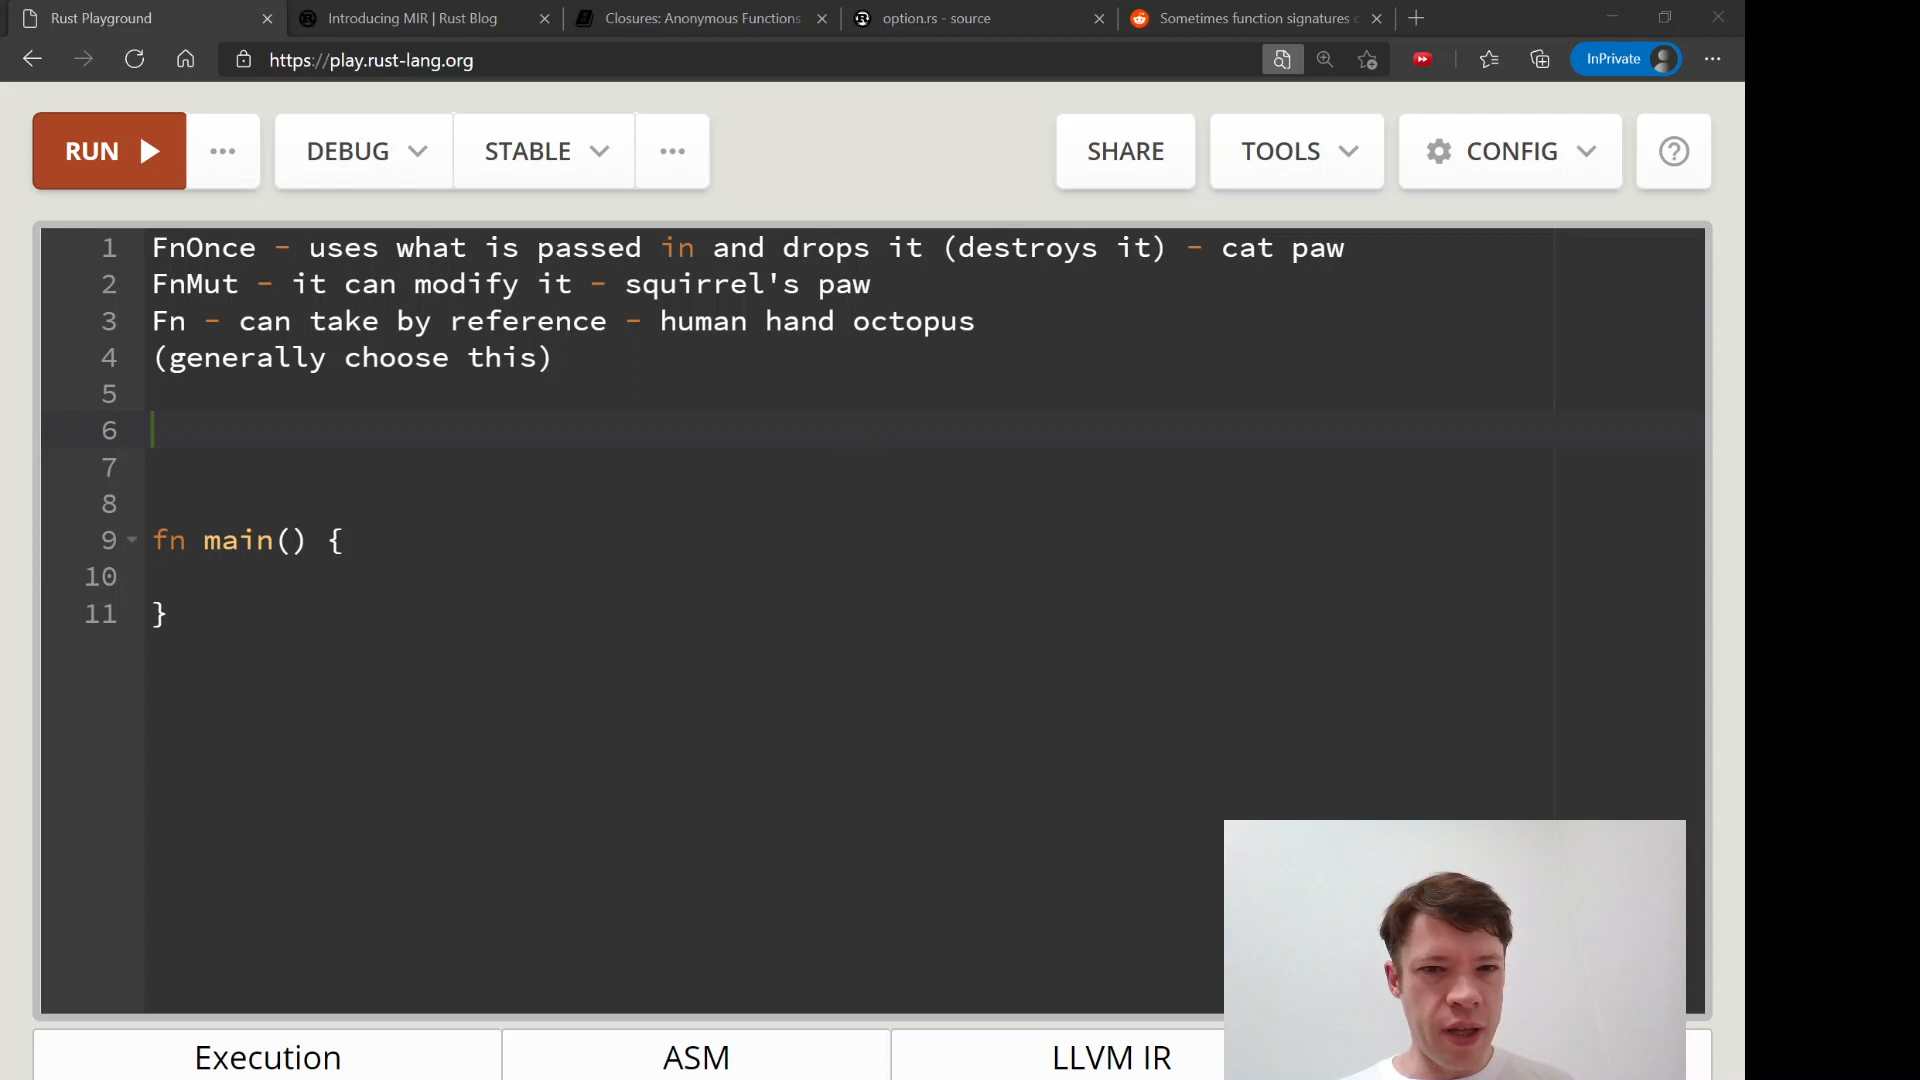 Rust Playground
Introducing MIR | Rust Blog
Closures: Anonymous Functions
option.rs - source
Sometimes function signatures c
https://play.rust-lang.org
InPrivate
RUN
DEBUG
STABLE
SHARE
TOOLS
CONFIG
1 FnOnce - uses what is passed in and drops it (destroys it) - cat paw
2 FnMut - it can modify it - squirrel's paw
3 Fn - can take by reference - human hand octopus
4 (generally choose this)
5
6
7
8
9 fn main() {
10
11 }
Execution
ASM
LLVM IR